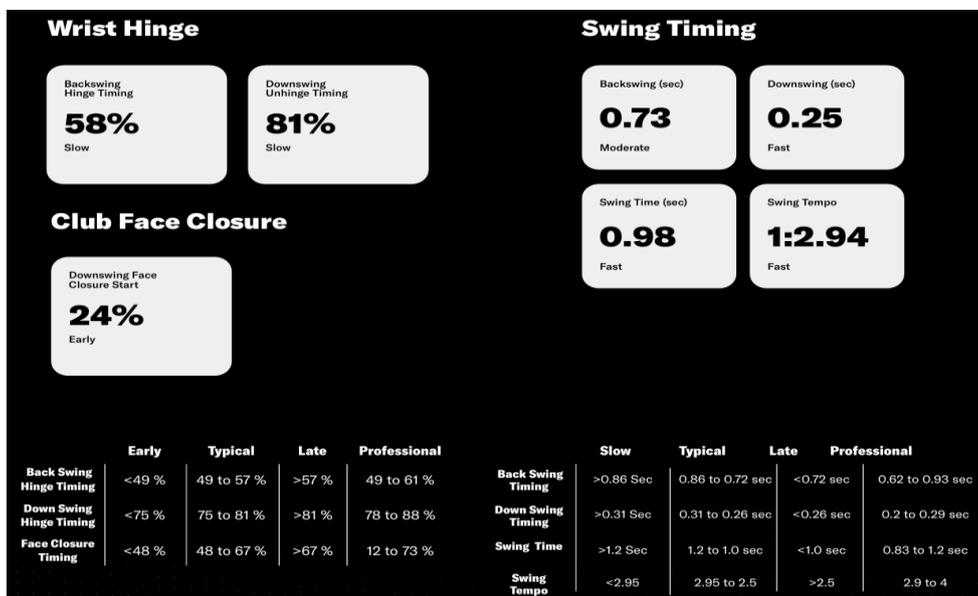 Wrist Hinge
Swing Timing
Backswing
Hinge Timing
58%
Slow
Downswing
Unhinge Timing
81%
Slow
Backswing (sec)
0.73
Moderate
Downswing (sec)
0.25
Fast
Swing Time (sec)
0.98
Fast
Swing Tempo
1:2.94
Fast
Club Face Closure
Downswing Face
Closure Start
24%
Early
Early Typical Late Professional
Back Swing
Hinge Timing
<49 % 49 to 57 % >57 % 49 to 61 %
Down Swing
Hinge Timing
<75 % 75 to 81 % >81 % 78 to 88 %
Face Closure
Timing
<48 % 48 to 67 % >67 % 12 to 73 %
Slow Typical Late Professional
Back Swing
Timing
>0.86 Sec 0.86 to 0.72 sec <0.72 sec 0.62 to 0.93 sec
Down Swing
Timing
>0.31 Sec 0.31 to 0.26 sec <0.26 sec 0.2 to 0.29 sec
Swing Time
>1.2 Sec 1.2 to 1.0 sec <1.0 sec 0.83 to 1.2 sec
Swing
Tempo
<2.95 2.95 to 2.5 >2.5 2.9 to 4